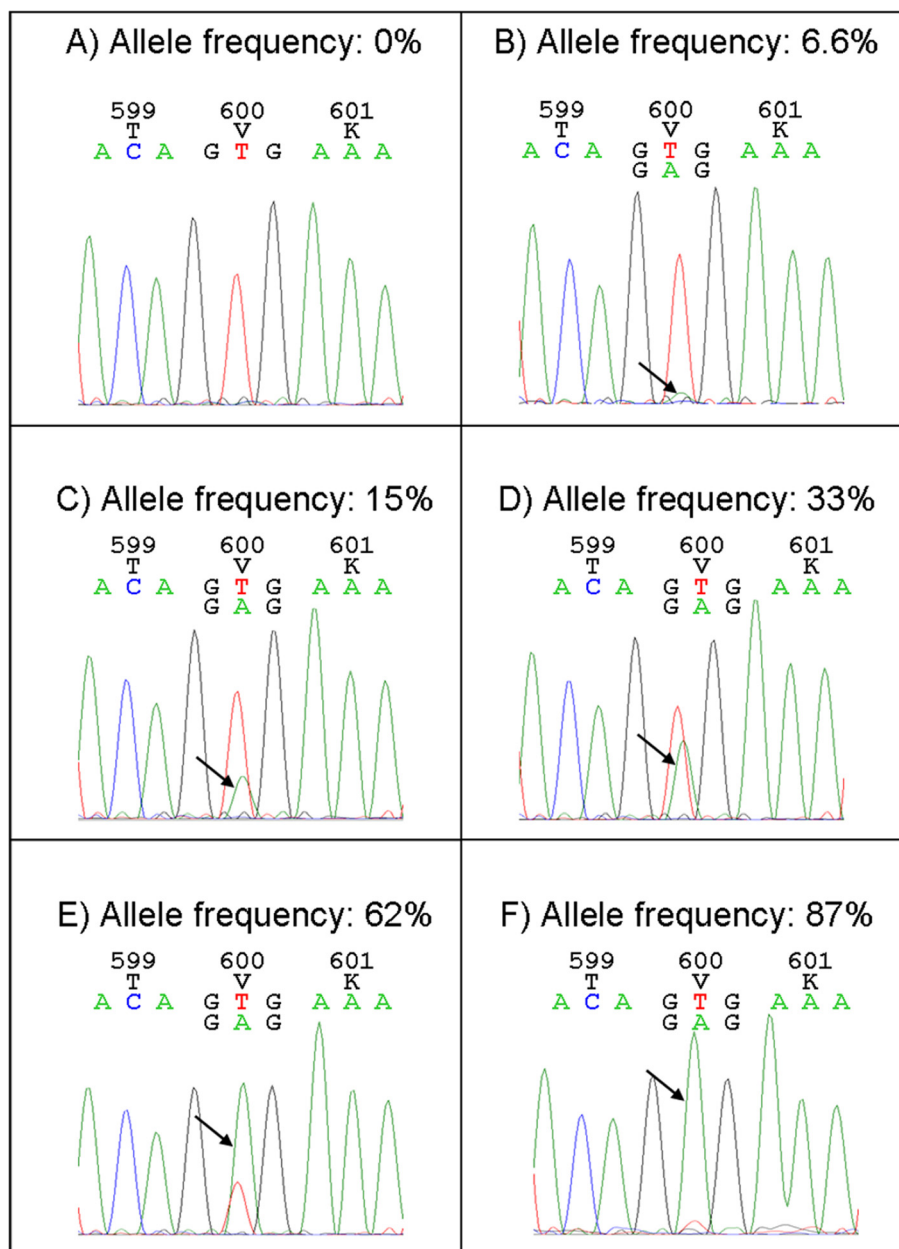 A) Allele frequency: 0%
599 600 601
T V K
A C A G T G A A A
B) Allele frequency: 6.6%
599 600 601
T V K
A C A G T G A A A
G A G
C) Allele frequency: 15%
599 600 601
T V K
A C A G T G A A A
G A G
D) Allele frequency: 33%
599 600 601
T V K
A C A G T G A A A
G A G
E) Allele frequency: 62%
599 600 601
T V K
A C A G T G A A A
G A G
F) Allele frequency: 87%
599 600 601
T V K
A C A G T G A A A
G A G